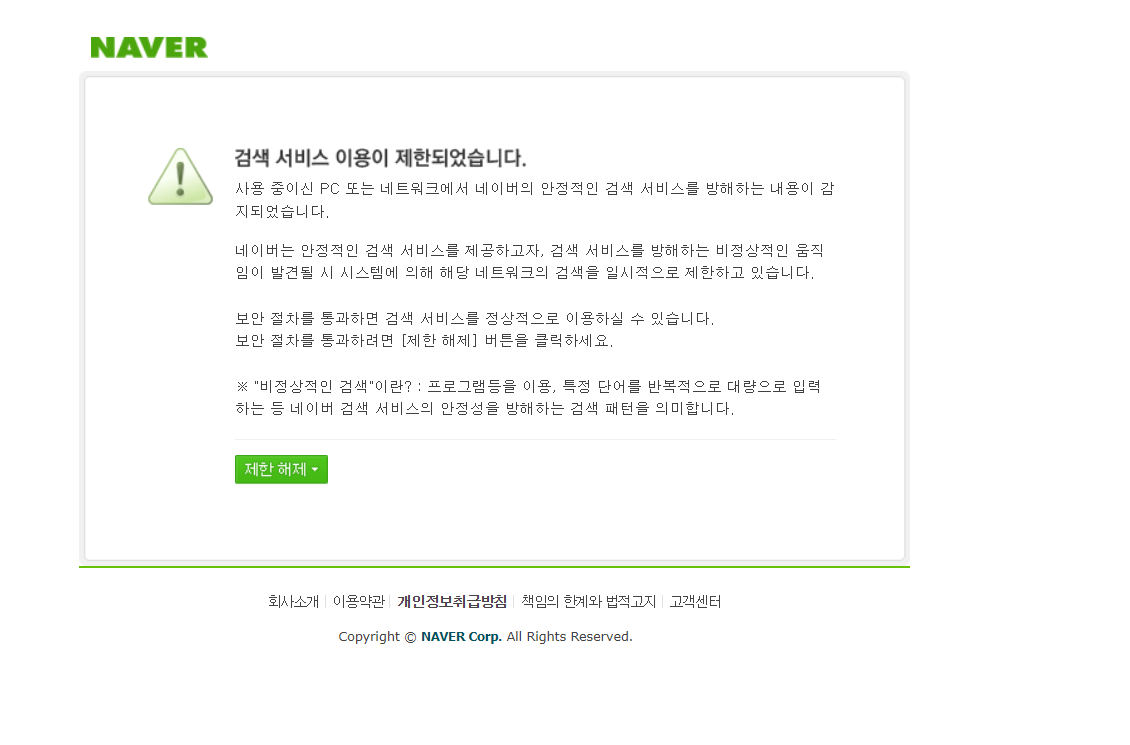 NAVER
검색 서비스 이용이 제한되었습니다.
사용 중이신 PC 또는 네트워크에서 네이버의 안정적인 검색 서비스를 방해하는 내용이 감
지되었습니다.
네이버는 안정적인 검색 서비스를 제공하고자, 검색 서비스를 방해하는 비정상적인 움직
임이 발견될 시 시스템에 의해 해당 네트워크의 검색을 일시적으로 제한하고 있습니다.
보안 절차를 통과하면 검색 서비스를 정상적으로 이용하실 수 있습니다.
보안 절차를 통과하려면 [제한 해제] 버튼을 클릭하세요.
※ "비정상적인 검색"이란? : 프로그램등을 이용, 특정 단어를 반복적으로 대량으로 입력
하는 등 네이버 검색 서비스의 안정성을 방해하는 검색 패턴을 의미합니다.
제한 해제
회사소개 | 이용약관 | 개인정보취급방침 | 책임의 한계와 법적고지 | 고객센터
Copyright © NAVER Corp. All Rights Reserved.